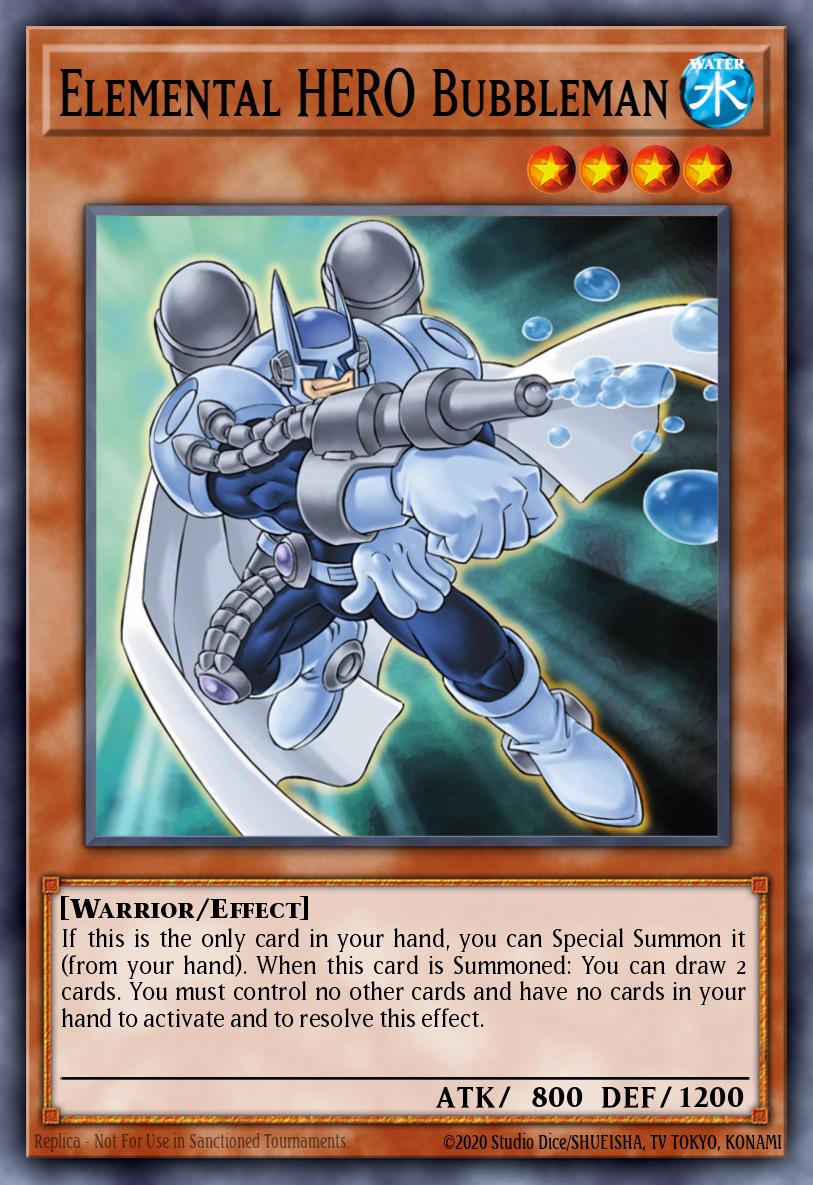 Elemental HERO Bubbleman
WATER
水
[Warrior/Effect]
If this is the only card in your hand, you can Special Summon it
(from your hand). When this card is Summoned: You can draw 2
cards. You must control no other cards and have no cards in your
hand to activate and to resolve this effect.
ATK/ 800 DEF/1200
Replica - Not For Use in Sanctioned Tournaments.
©2020 Studio Dice/SHUEISHA, TV TOKYO, KONAMI